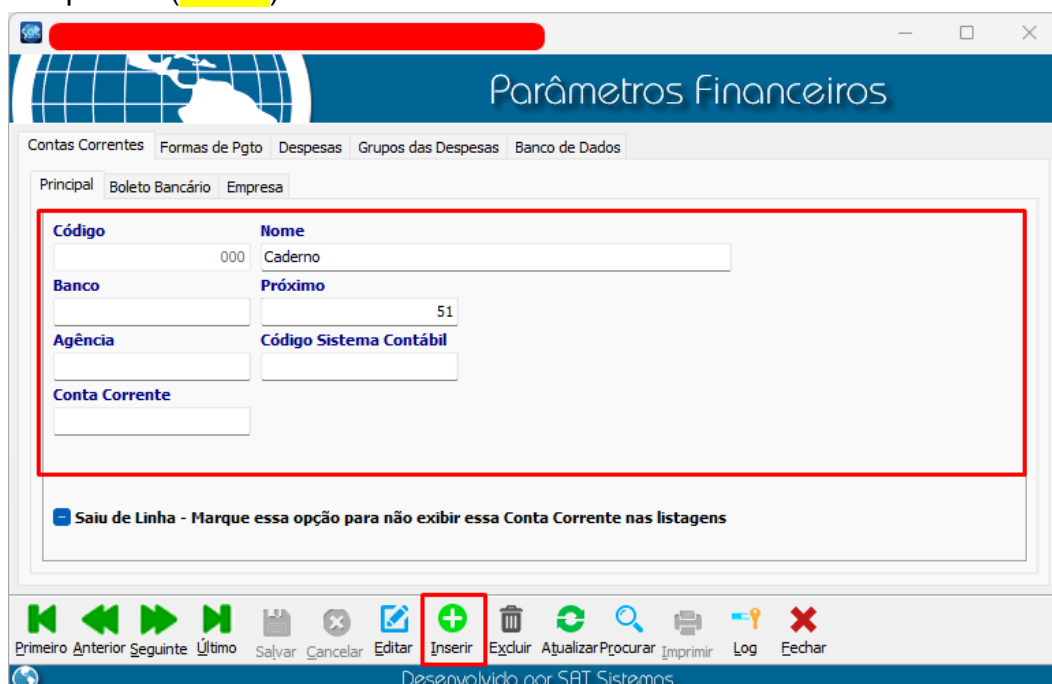 Parâmetros Financeiros
Contas Correntes Formas de Pgto Despesas Grupos das Despesas Banco de Dados
Principal Boleto Bancário Empresa
Código Nome
000 Caderno
Banco Próximo
51
Agência Código Sistema Contábil
Conta Corrente
Saiu de Linha - Marque essa opção para não exibir essa Conta Corrente nas listagens
Primeiro Anterior Seguinte Último Salvar Cancelar Editar Inserir Excluir Atualizar Procurar Imprimir Log Fechar
Desenvolvido por SAT Sistemas